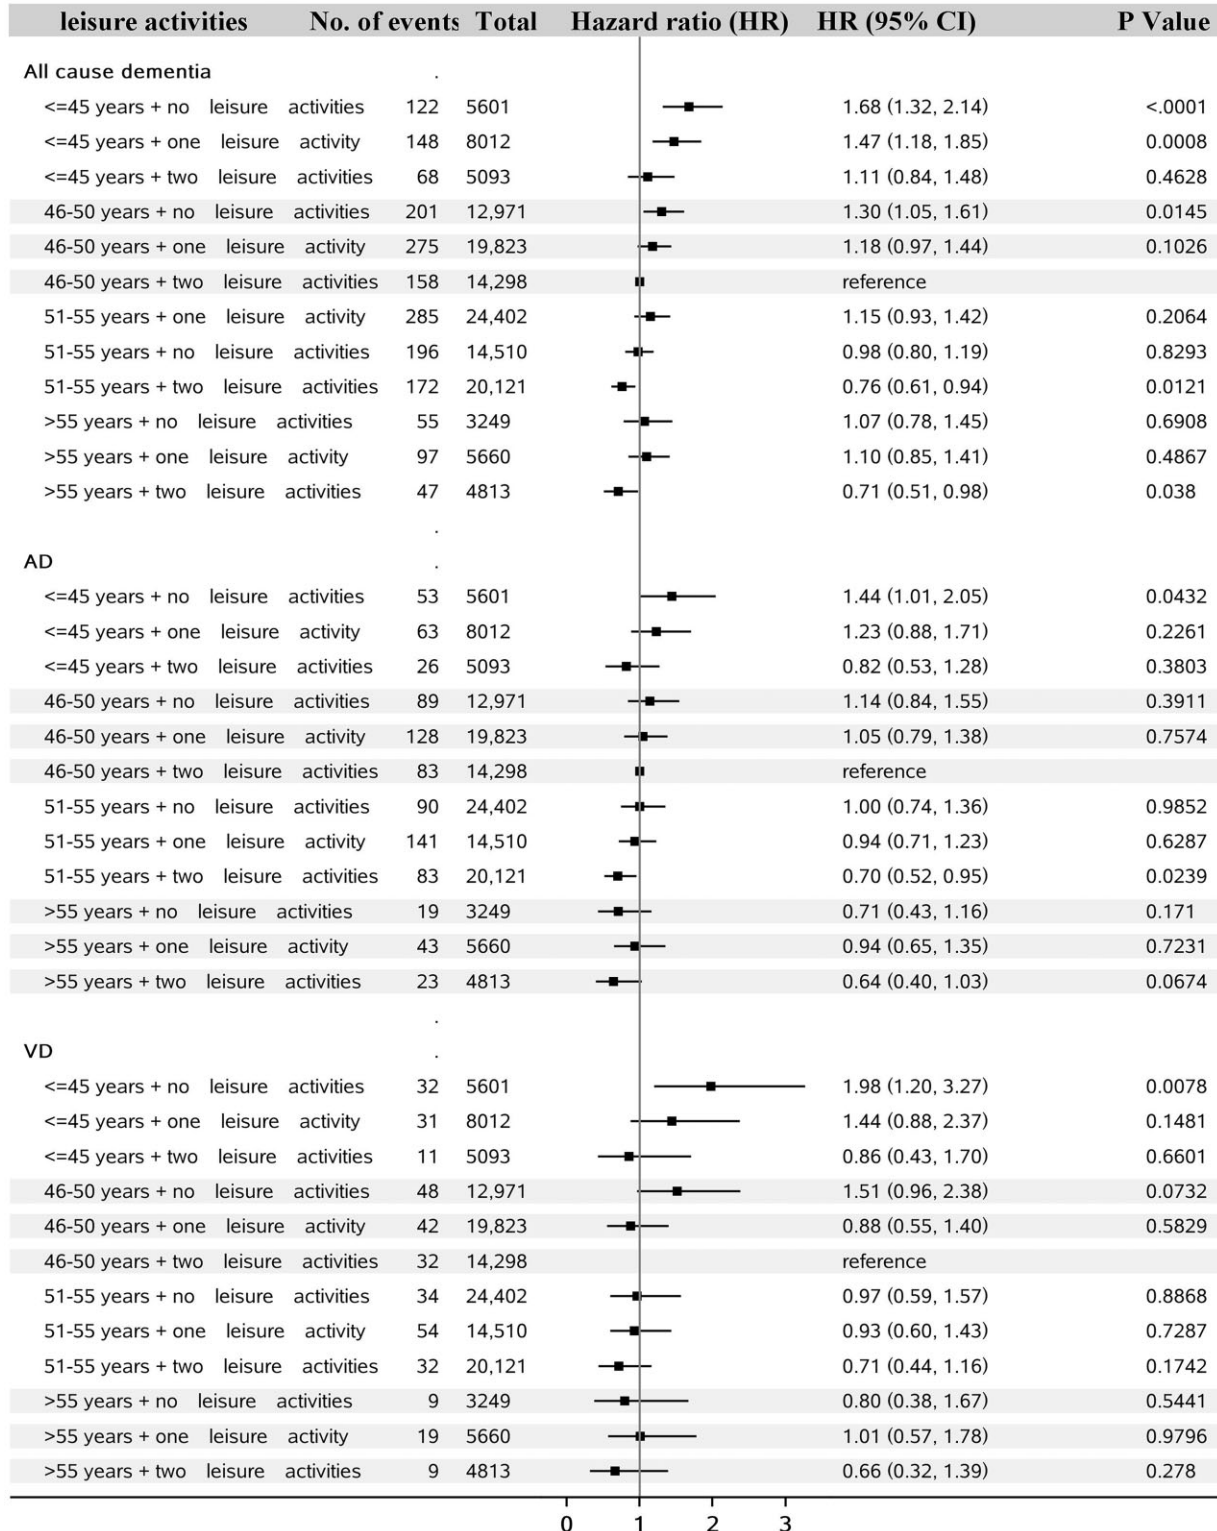 leisure activities No. of events Total Hazard ratio (HR) HR (95% CI) P Value
All cause dementia .
<=45 years + no leisure activities 122 5601 1.68 (1.32, 2.14) <.0001
<=45 years + one leisure activity 148 8012 1.47 (1.18, 1.85) 0.0008
<=45 years + two leisure activities 68 5093 1.11 (0.84, 1.48) 0.4628
46-50 years + no leisure activities 201 12,971 1.30 (1.05, 1.61) 0.0145
46-50 years + one leisure activity 275 19,823 1.18 (0.97, 1.44) 0.1026
46-50 years + two leisure activities 158 14,298 reference
51-55 years + one leisure activity 285 24,402 1.15 (0.93, 1.42) 0.2064
51-55 years + no leisure activities 196 14,510 0.98 (0.80, 1.19) 0.8293
51-55 years + two leisure activities 172 20,121 0.76 (0.61, 0.94) 0.0121
>55 years + no leisure activities 55 3249 1.07 (0.78, 1.45) 0.6908
>55 years + one leisure activity 97 5660 1.10 (0.85, 1.41) 0.4867
>55 years + two leisure activities 47 4813 0.71 (0.51, 0.98) 0.038
.
AD .
<=45 years + no leisure activities 53 5601 1.44 (1.01, 2.05) 0.0432
<=45 years + one leisure activity 63 8012 1.23 (0.88, 1.71) 0.2261
<=45 years + two leisure activities 26 5093 0.82 (0.53, 1.28) 0.3803
46-50 years + no leisure activities 89 12,971 1.14 (0.84, 1.55) 0.3911
46-50 years + one leisure activity 128 19,823 1.05 (0.79, 1.38) 0.7574
46-50 years + two leisure activities 83 14,298 reference
51-55 years + no leisure activities 90 24,402 1.00 (0.74, 1.36) 0.9852
51-55 years + one leisure activity 141 14,510 0.94 (0.71, 1.23) 0.6287
51-55 years + two leisure activities 83 20,121 0.70 (0.52, 0.95) 0.0239
>55 years + no leisure activities 19 3249 0.71 (0.43, 1.16) 0.171
>55 years + one leisure activity 43 5660 0.94 (0.65, 1.35) 0.7231
>55 years + two leisure activities 23 4813 0.64 (0.40, 1.03) 0.0674
.
VD .
<=45 years + no leisure activities 32 5601 1.98 (1.20, 3.27) 0.0078
<=45 years + one leisure activity 31 8012 1.44 (0.88, 2.37) 0.1481
<=45 years + two leisure activities 11 5093 0.86 (0.43, 1.70) 0.6601
46-50 years + no leisure activities 48 12,971 1.51 (0.96, 2.38) 0.0732
46-50 years + one leisure activity 42 19,823 0.88 (0.55, 1.40) 0.5829
46-50 years + two leisure activities 32 14,298 reference
51-55 years + no leisure activities 34 24,402 0.97 (0.59, 1.57) 0.8868
51-55 years + one leisure activity 54 14,510 0.93 (0.60, 1.43) 0.7287
51-55 years + two leisure activities 32 20,121 0.71 (0.44, 1.16) 0.1742
>55 years + no leisure activities 9 3249 0.80 (0.38, 1.67) 0.5441
>55 years + one leisure activity 19 5660 1.01 (0.57, 1.78) 0.9796
>55 years + two leisure activities 9 4813 0.66 (0.32, 1.39) 0.278
0 1 2 3